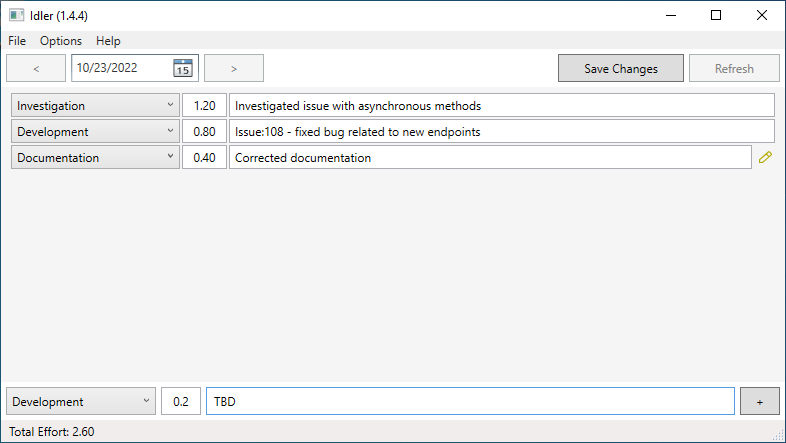 Idler (1.4.4)
File Options Help
< 10/23/2022 15 > Save Changes Refresh
Investigation 1.20 Investigated issue with asynchronous methods
Development 0.80 Issue:108 - fixed bug related to new endpoints
Documentation 0.40 Corrected documentation
Development 0.2 TBD +
Total Effort: 2.60